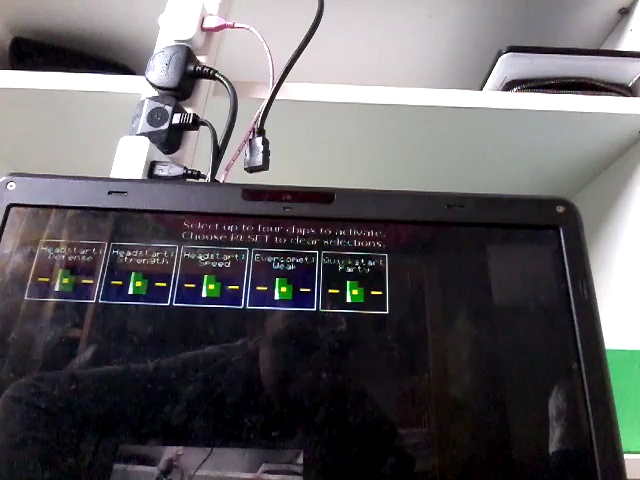 Select up to four chips to activate.
Choose RESET to clear selections.
Headstart: Defense
Headstart: Strength
Headstart: Speed
Evercomet: Weak
Quickstart: Party